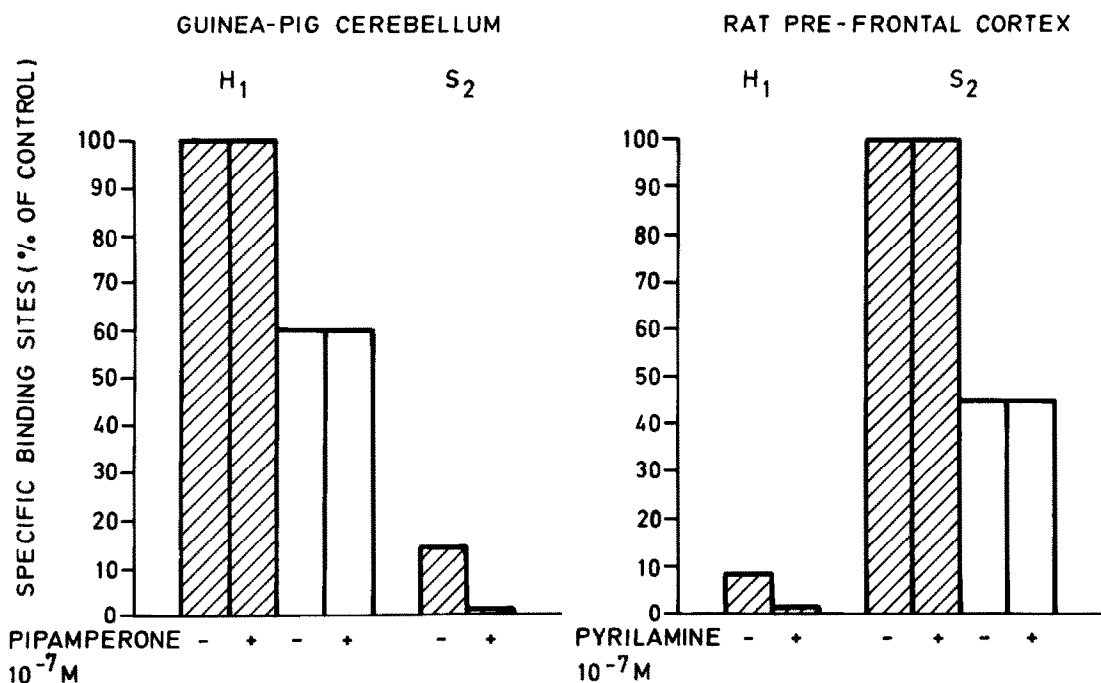 GUINEA-PIG CEREBELLUM
H1 S2
SPECIFIC BINDING SITES (% OF CONTROL)
100
90
80
70
60
50
40
30
20
10
0
PIPAMPERONE - + - + - +
10-7M
RAT PRE-FRONTAL CORTEX
H1 S2
100
90
80
70
60
50
40
30
20
10
0
PYRILAMINE - + - + - +
10-7M